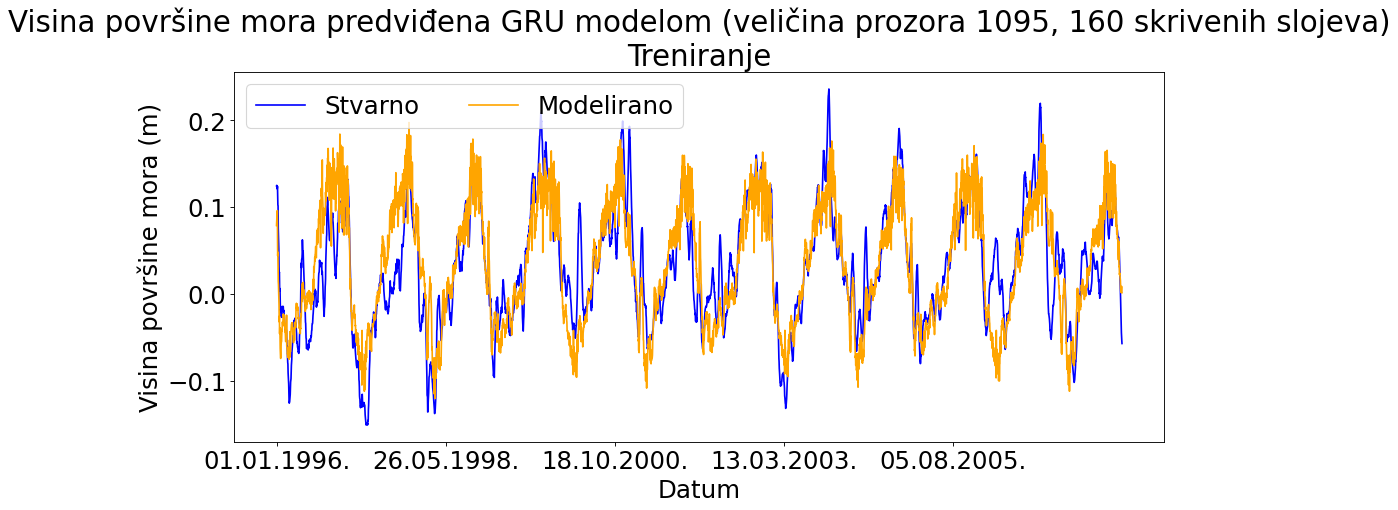 Visina površine mora predviđena GRU modelom (veličina prozora 1095, 160 skrivenih slojeva)
Treniranje
Stvarno
Modelirano
Visina površine mora (m)
0.2
0.1
0.0
−0.1
01.01.1996.
26.05.1998.
18.10.2000.
13.03.2003.
05.08.2005.
Datum